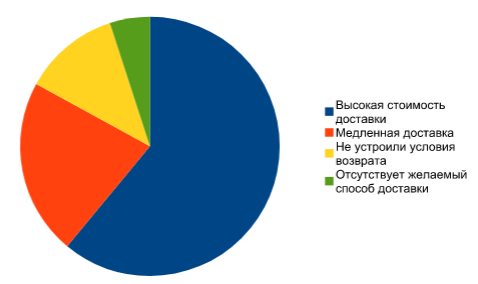 Высокая стоимость
доставки
Медленная доставка
Не устроили условия
возврата
Отсутствует желаемый
способ доставки